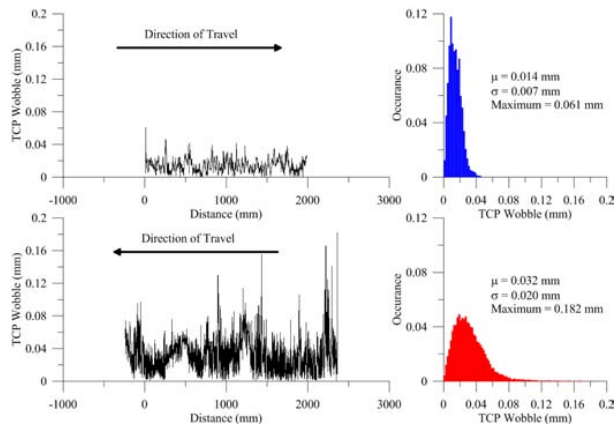 0.2
0.16
0.12
0.08
0.04
0
TCP Wobble (mm)
Direction of Travel
-1000
0
1000
2000
3000
Distance (mm)
0.12
0.08
0.04
0
Occurance
μ = 0.014 mm
σ = 0.007 mm
Maximum = 0.061 mm
0
0.04
0.08
0.12
0.16
0.2
TCP Wobble (mm)
0.2
0.16
0.12
0.08
0.04
0
TCP Wobble (mm)
Direction of Travel
-1000
0
1000
2000
3000
Distance (mm)
0.12
0.08
0.04
0
Occurance
μ = 0.032 mm
σ = 0.020 mm
Maximum = 0.182 mm
0
0.04
0.08
0.12
0.16
0.2
TCP Wobble (mm)